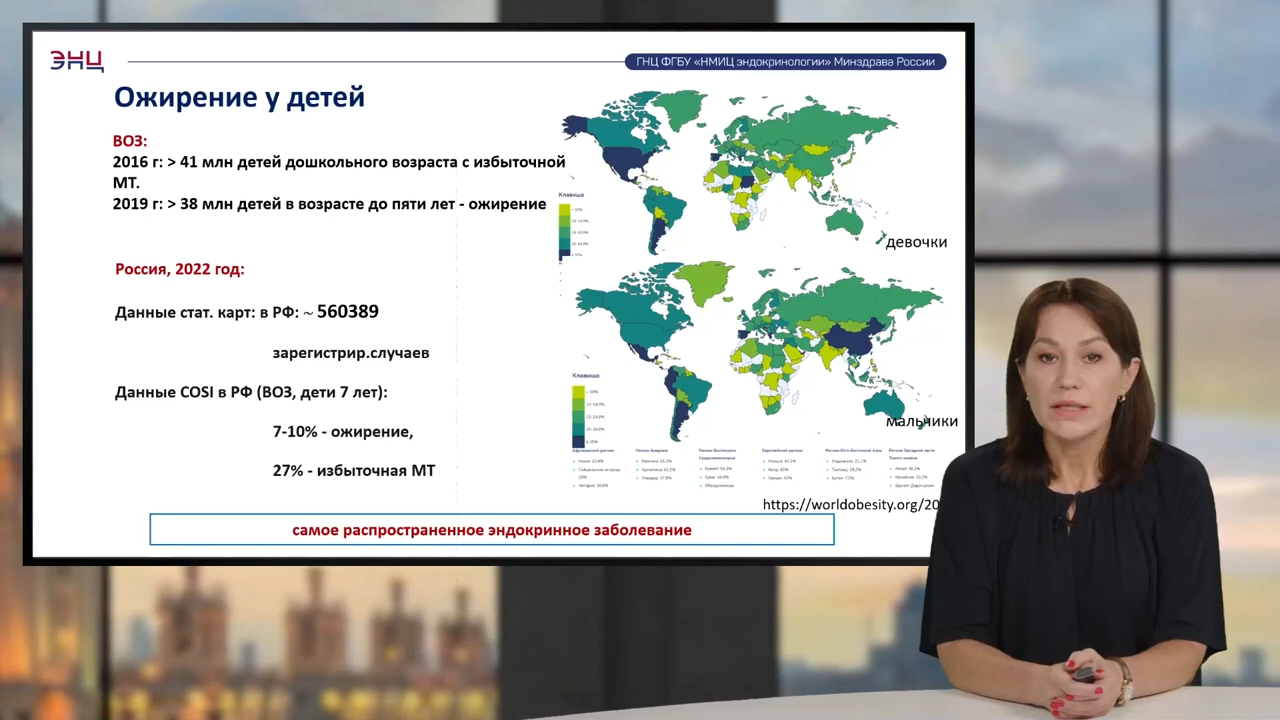 ЭНЦ
ГНЦ ФГБУ «НМИЦ эндокринологии» Минздрава России
Ожирение у детей
ВОЗ:
2016 г: > 41 млн детей дошкольного возраста с избыточной
МТ.
2019 г: > 38 млн детей в возрасте до пяти лет - ожирение
Клавиша
девочки
Россия, 2022 год:
Данные стат. карт: в РФ: ~ 560389
зарегистрир.случаев
Данные COSI в РФ (ВОЗ, дети 7 лет):
7-10% - ожирение,
27% - избыточная МТ
Клавиша
мальчики
https://worldobesity.org/20
самое распространенное эндокринное заболевание